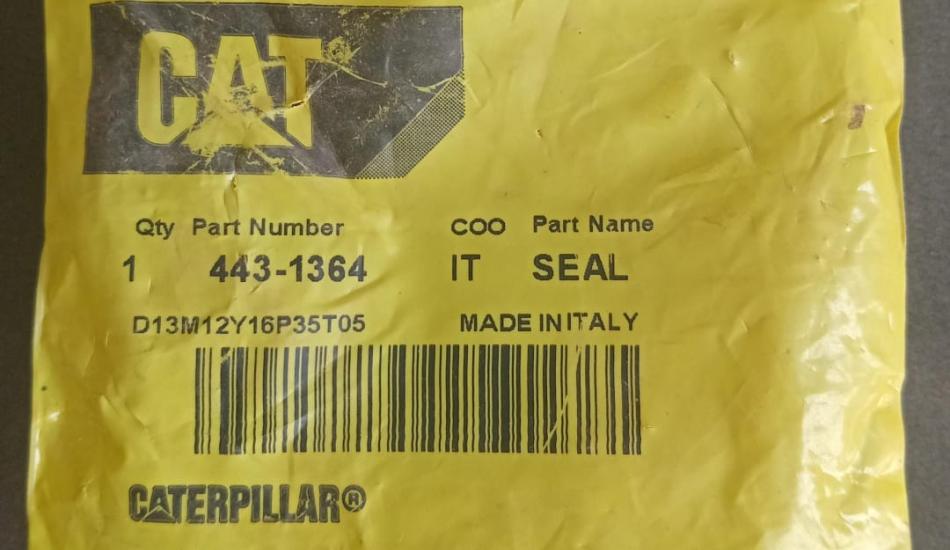 CAT
Qty Part Number COO Part Name
1 443-1364 IT SEAL
D13M12Y16P35T05 MADE IN ITALY
CATERPILLAR®